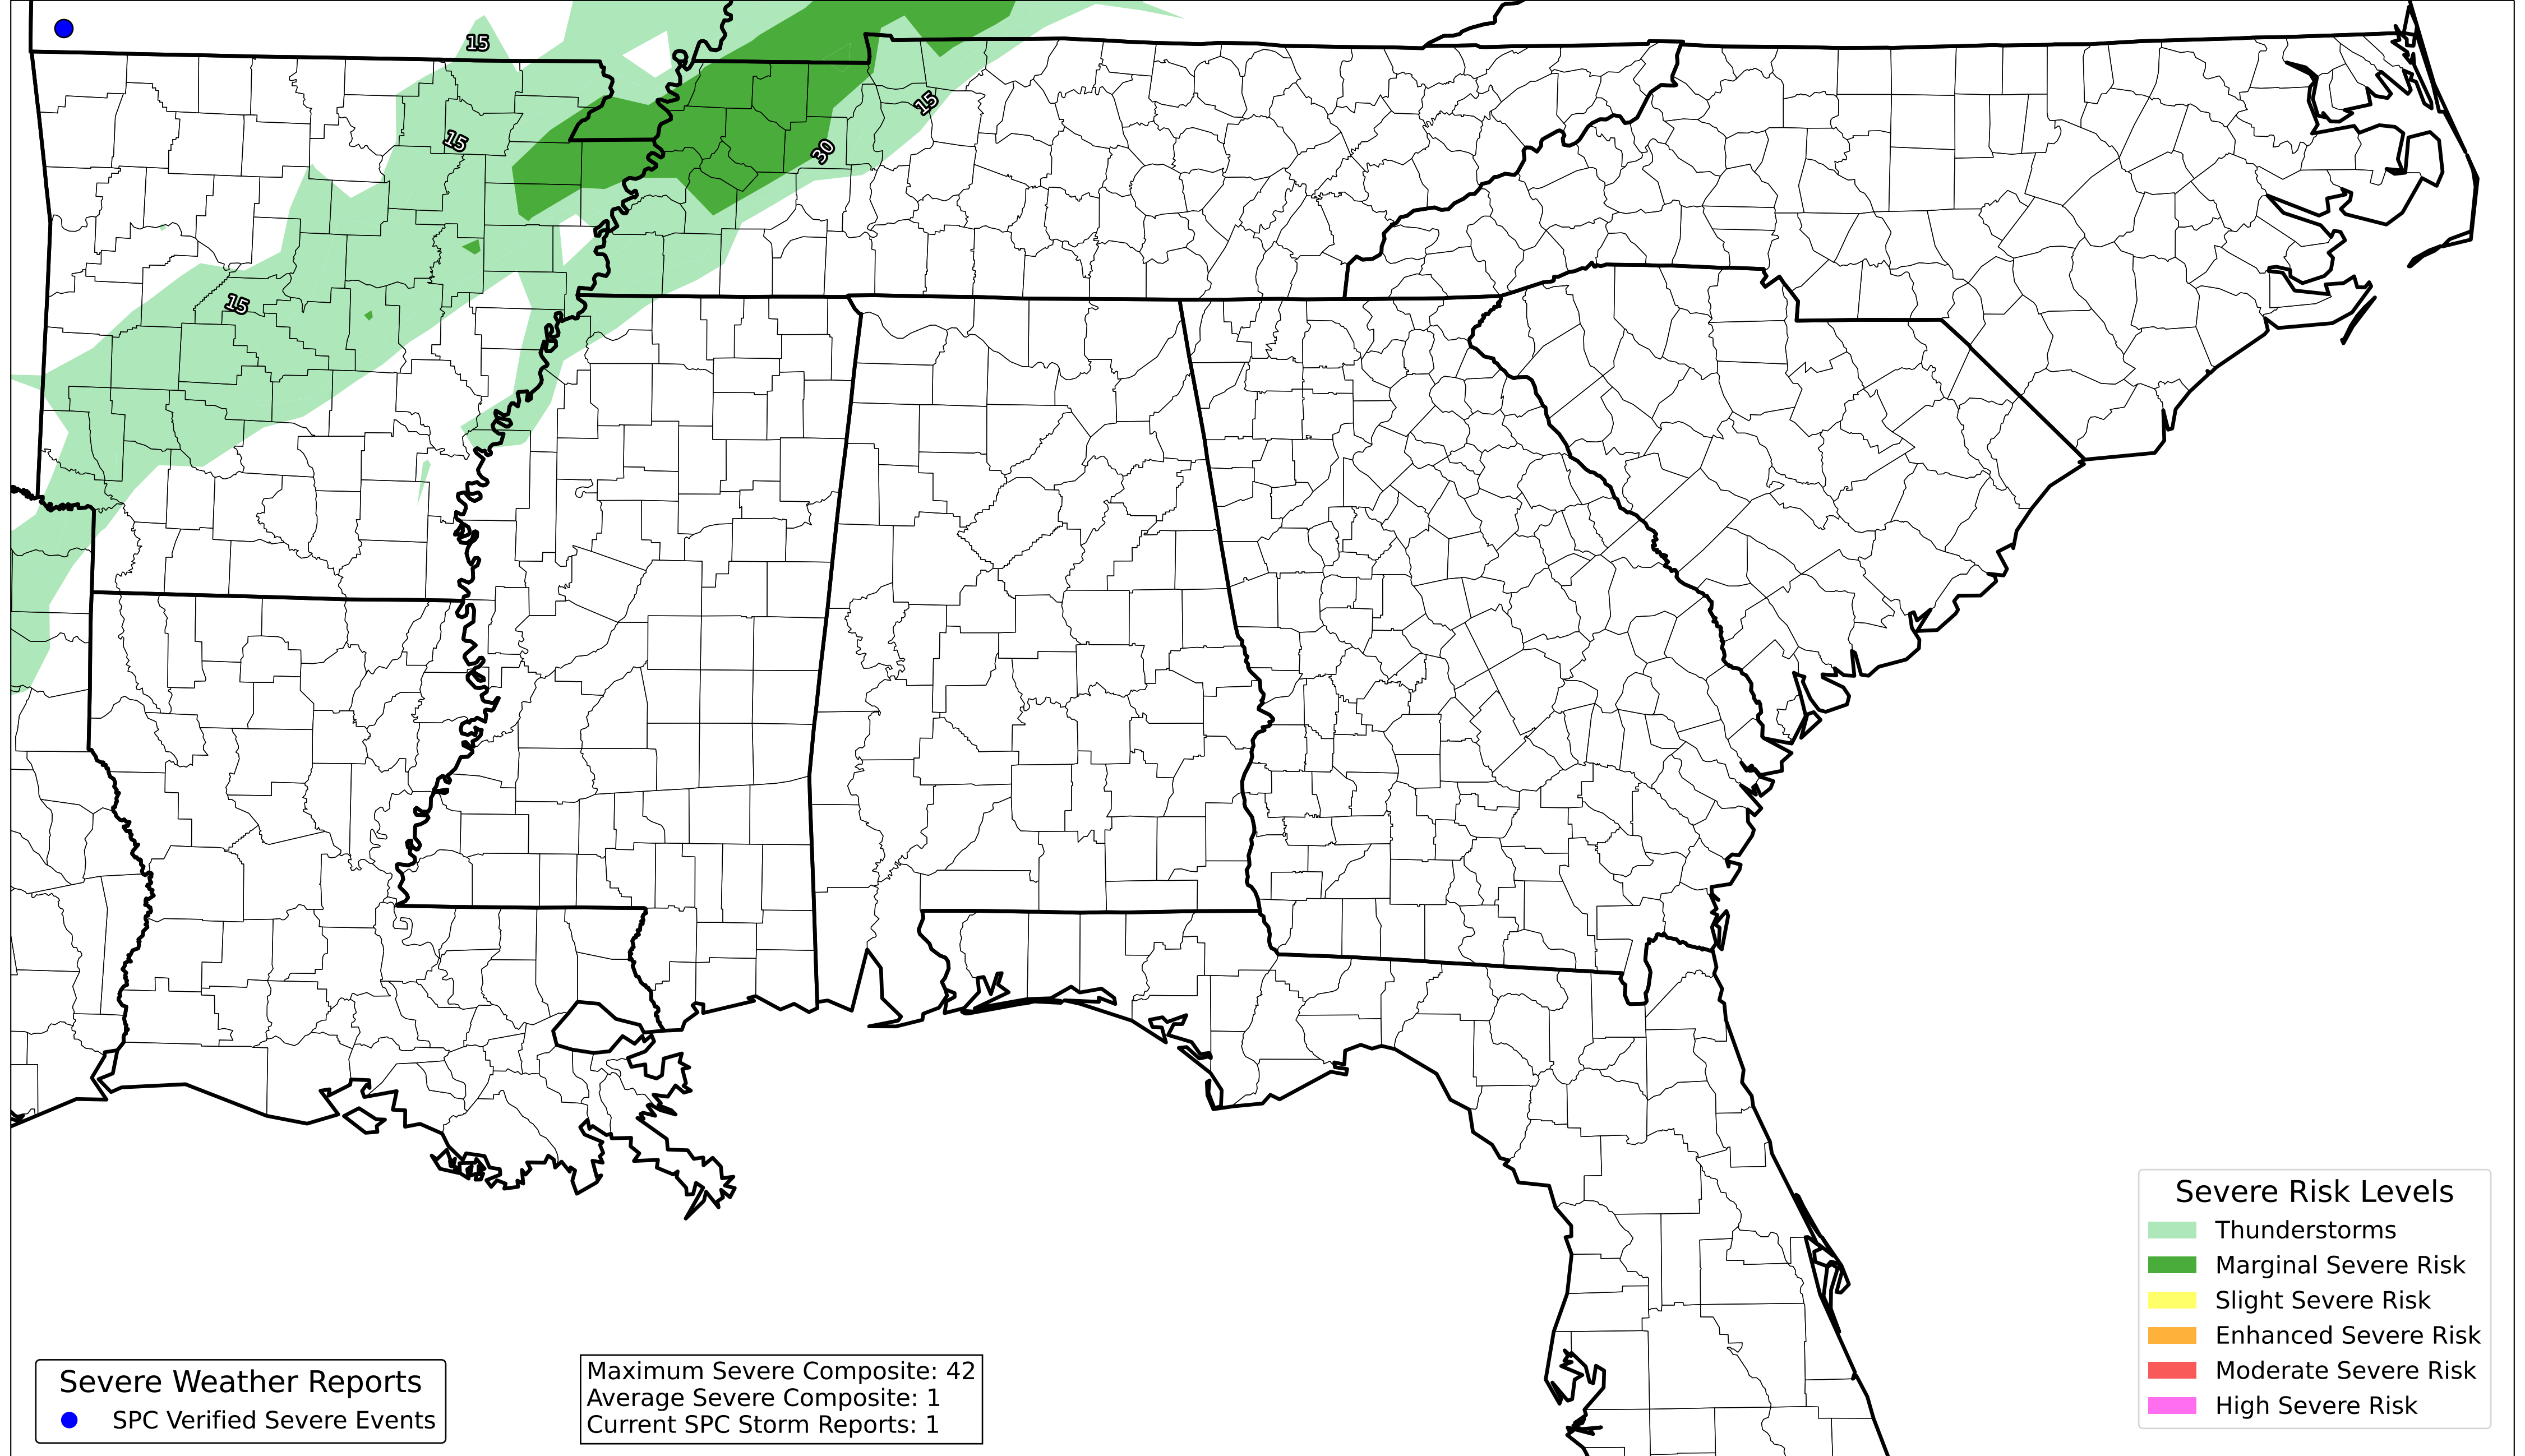 15
15
15
30
15
Severe Risk Levels
Thunderstorms
Marginal Severe Risk
Slight Severe Risk
Enhanced Severe Risk
Moderate Severe Risk
High Severe Risk
Severe Weather Reports
SPC Verified Severe Events
Maximum Severe Composite: 42
Average Severe Composite: 1
Current SPC Storm Reports: 1